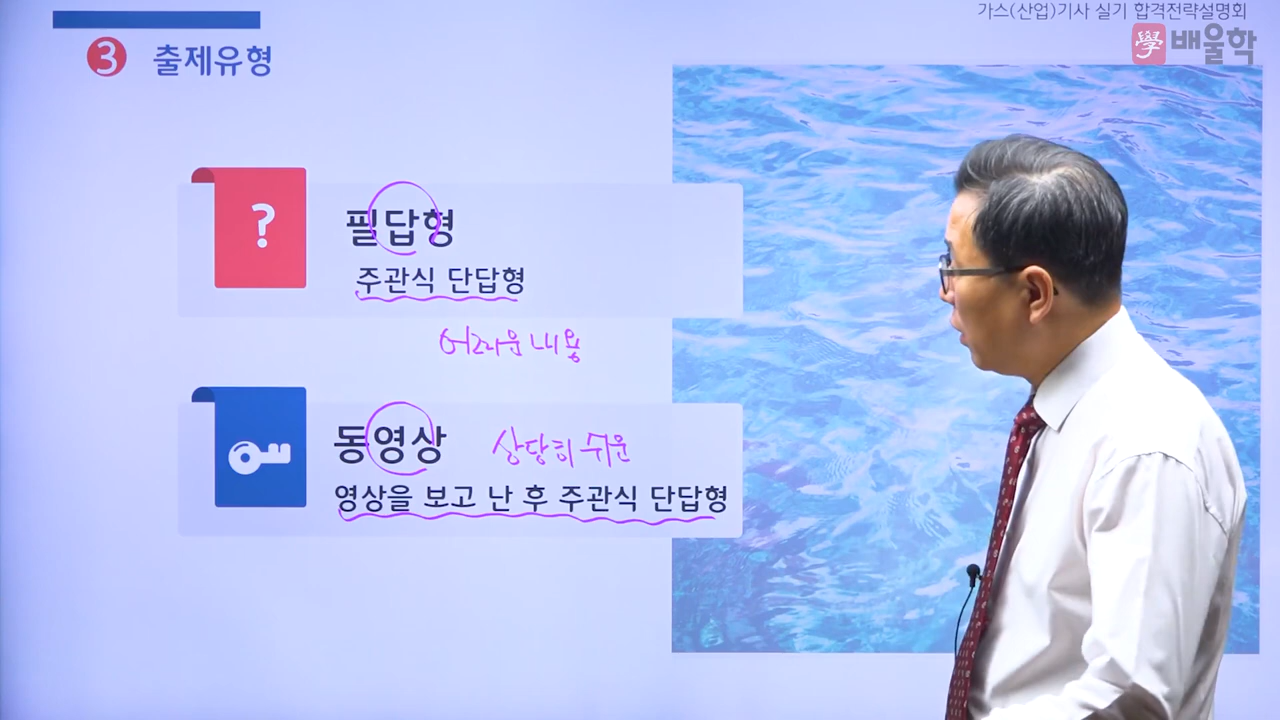 가스(산업)기사 실기 합격전략설명회
學 배울학
3 출제유형
?
필답형
주관식 단답형
어려운 내용
동영상 상당히 쉬운
영상을 보고 난 후 주관식 단답형